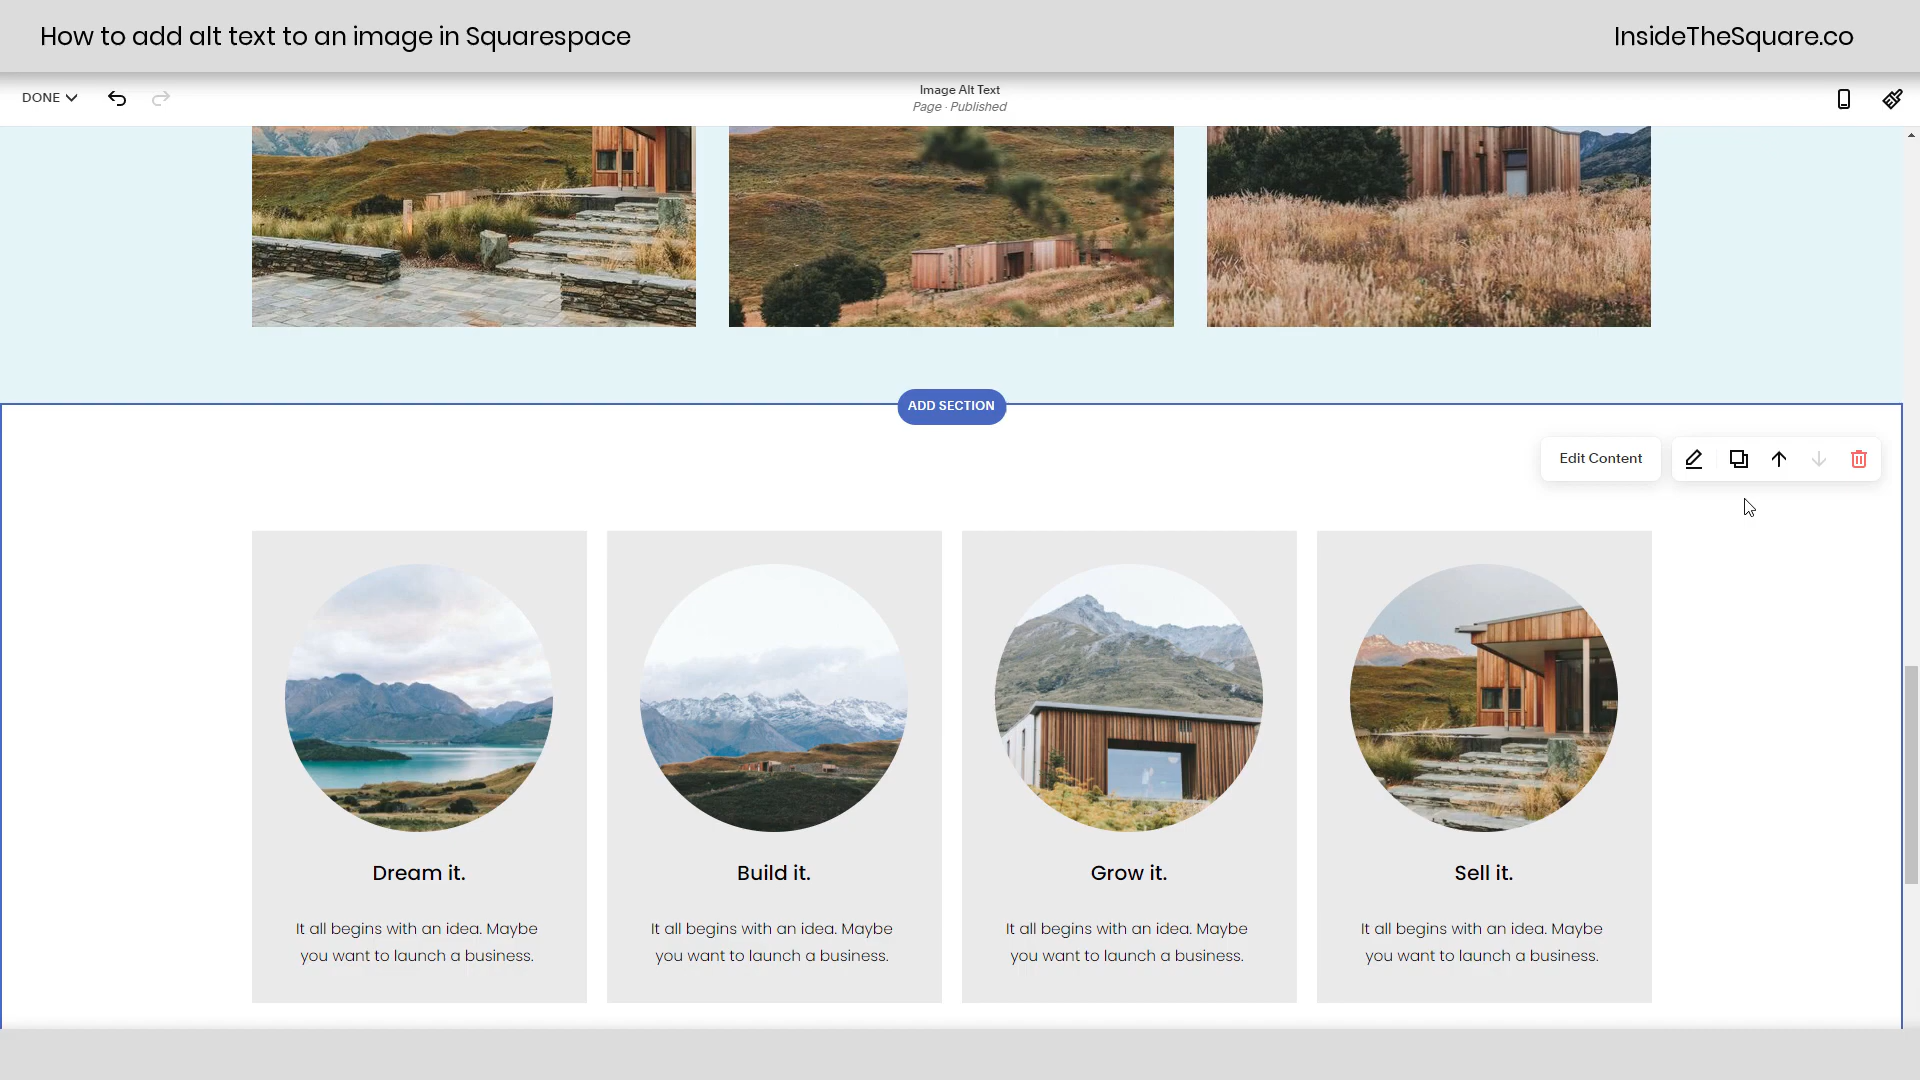 How to add alt text to an image in Squarespace
InsideTheSquare.co
DONE
Image Alt Text
Page · Published
ADD SECTION
Edit Content
Dream it.
It all begins with an idea. Maybe
you want to launch a business.
Build it.
It all begins with an idea. Maybe
you want to launch a business.
Grow it.
It all begins with an idea. Maybe
you want to launch a business.
Sell it.
It all begins with an idea. Maybe
you want to launch a business.